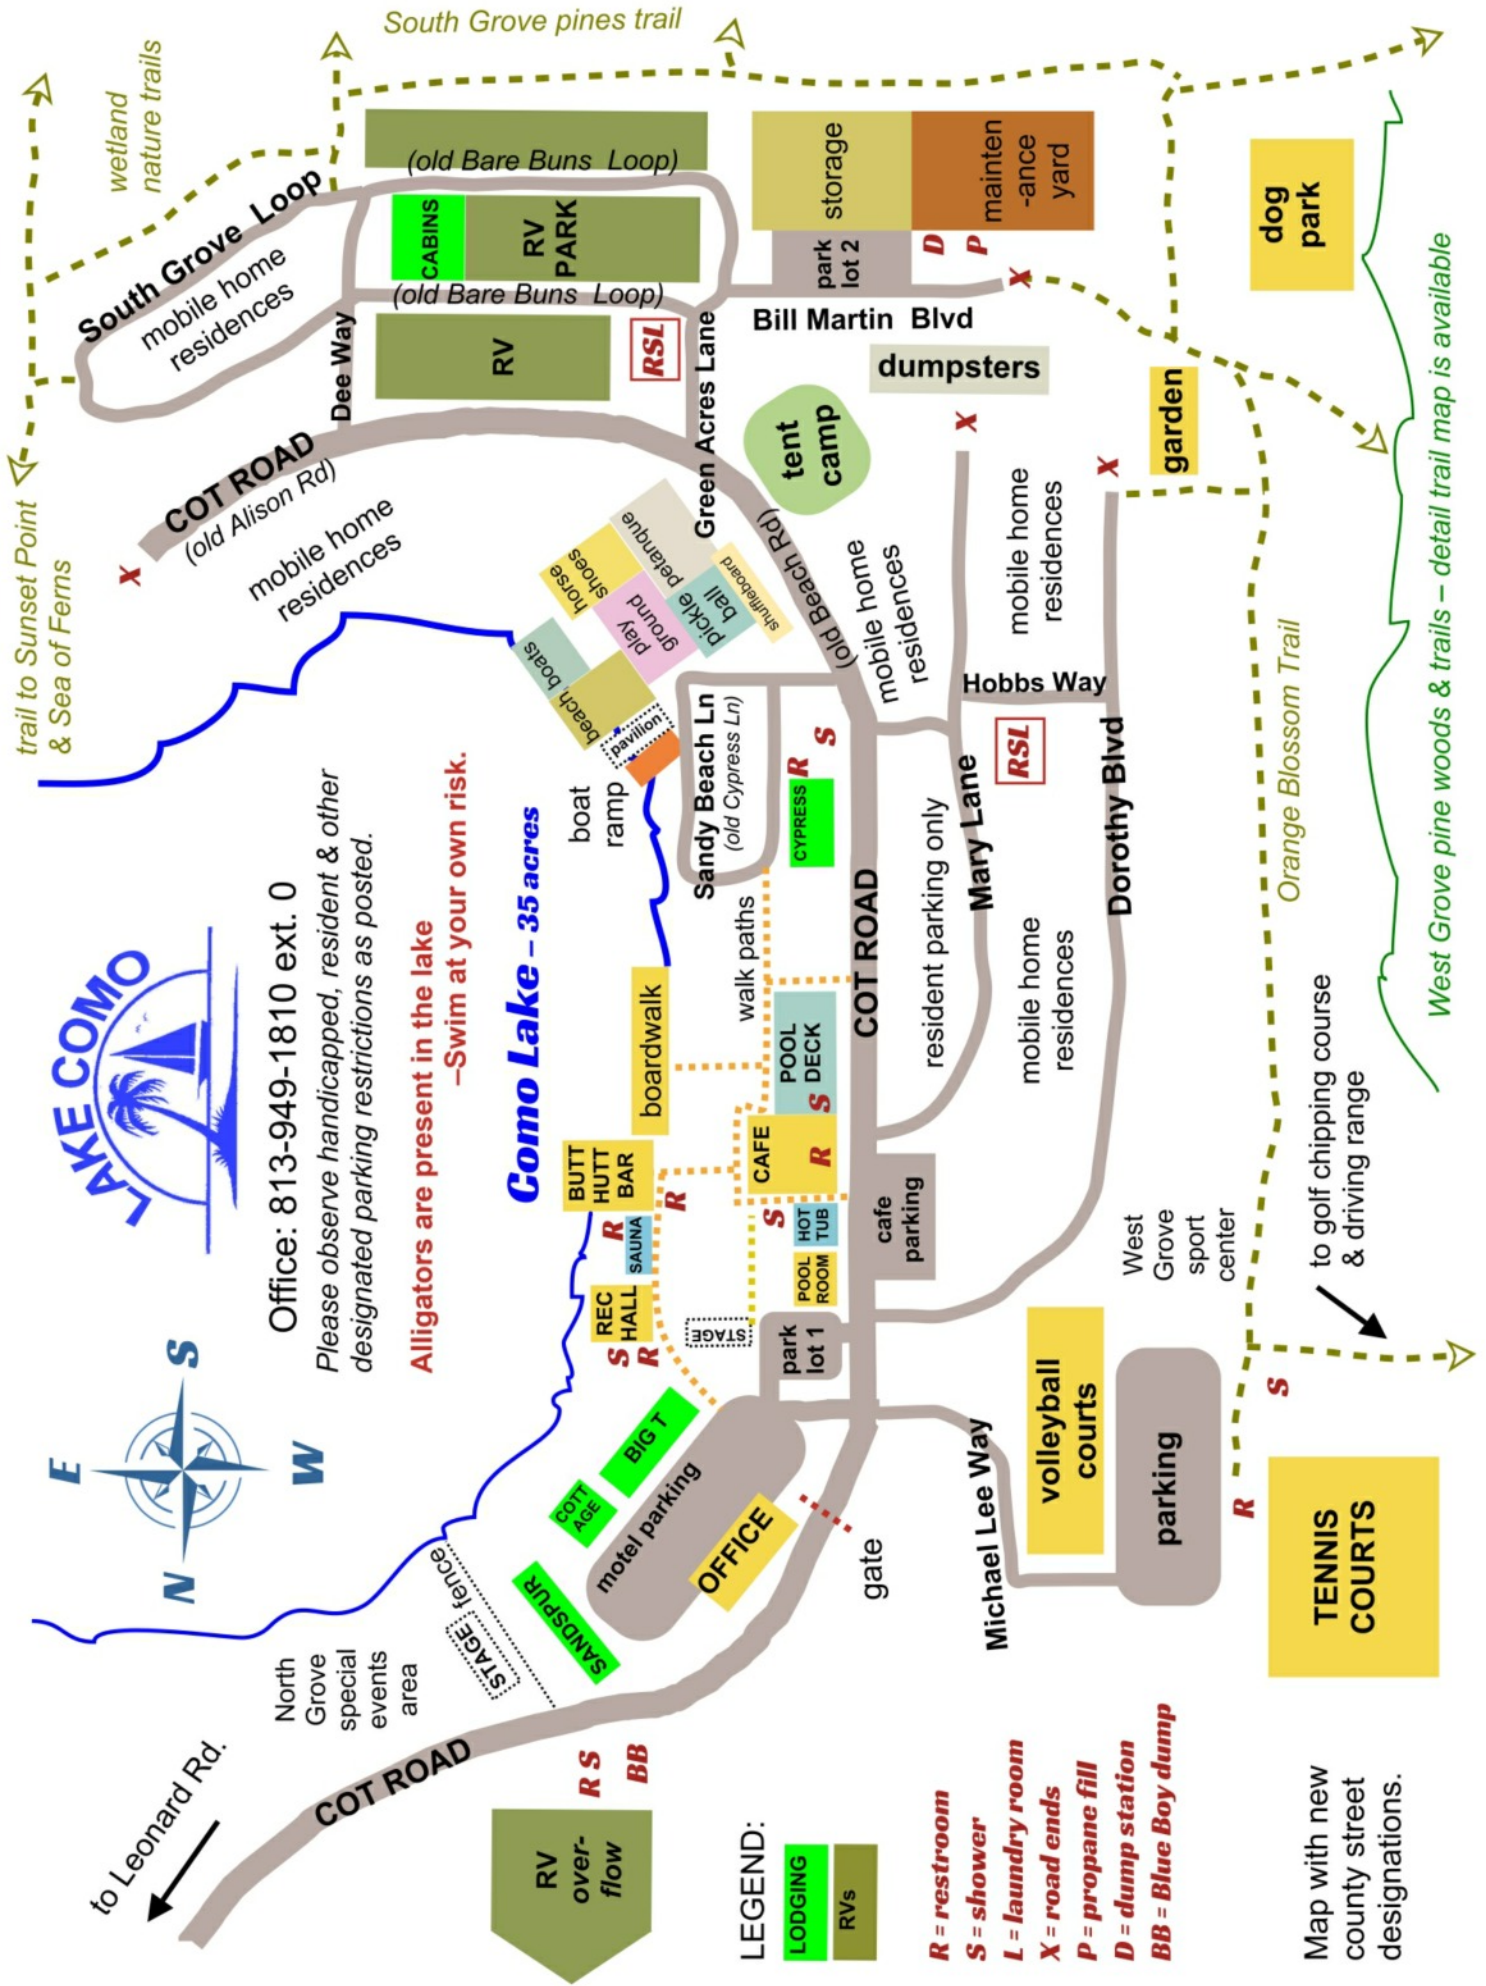 to Leonard Rd.
COT ROAD
North
Grove
special
events
area
STAGE
fence
RV
over-
flow
R S
BB
LEGEND:
LODGING
RVs
R = restroom
S = shower
L = laundry room
X = road ends
P = propane fill
D = dump station
BB = Blue Boy dump
Map with new
county street
designations.
N
E
S
W
LAKE COMO
Office: 813-949-1810 ext. 0
Please observe handicapped, resident & other
designated parking restrictions as posted.
Alligators are present in the lake
–Swim at your own risk.
Como Lake – 35 acres
SANDSPUR
COTT
AGE
BIG T
motel parking
OFFICE
gate
REC
HALL
S
R
SAUNA
R
BUTT
HUTT
BAR
R
boardwalk
STAGE
park
lot 1
POOL
ROOM
HOT
TUB
S
CAFE
R
S
POOL
DECK
walk paths
cafe
parking
COT ROAD
CYPRESS
R
S
Sandy Beach Ln
(old Cypress Ln)
boat
ramp
pavilion
beach
boats
play
ground
horse
shoes
petanque
pickle
ball
shuffleboard
(old Beach Rd)
mobile home
residences
COT ROAD
(old Alison Rd)
X
trail to Sunset Point
& Sea of Ferns
wetland
nature trails
South Grove pines trail
South Grove Loop
mobile home
residences
Dee Way
RV
RSL
(old Bare Buns Loop)
CABINS
RV
PARK
(old Bare Buns Loop)
Green Acres Lane
tent
camp
storage
mainten
-ance
yard
park
lot 2
D
P
X
Bill Martin Blvd
dumpsters
X
mobile home
residences
mobile home
residences
X
garden
dog
park
Hobbs Way
RSL
Mary Lane
resident parking only
Dorothy Blvd
mobile home
residences
Orange Blossom Trail
West Grove pine woods & trails – detail trail map is available
Michael Lee Way
volleyball
courts
parking
West
Grove
sport
center
R
S
TENNIS
COURTS
to golf chipping course
& driving range